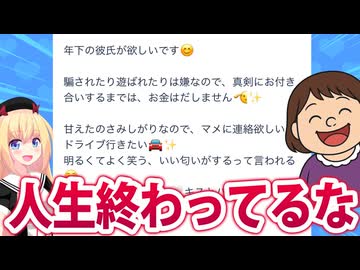 年下の彼氏が欲しいです😊
騙されたり遊ばれたりは嫌なので、真剣にお付き
合いするまでは、お金はだしません🤏✨
甘えたのさみしがりなので、マメに連絡欲しい
ドライブ行きたい🚘✨
明るくてよく笑う、いい匂いがするって言われる
人生終わってるな